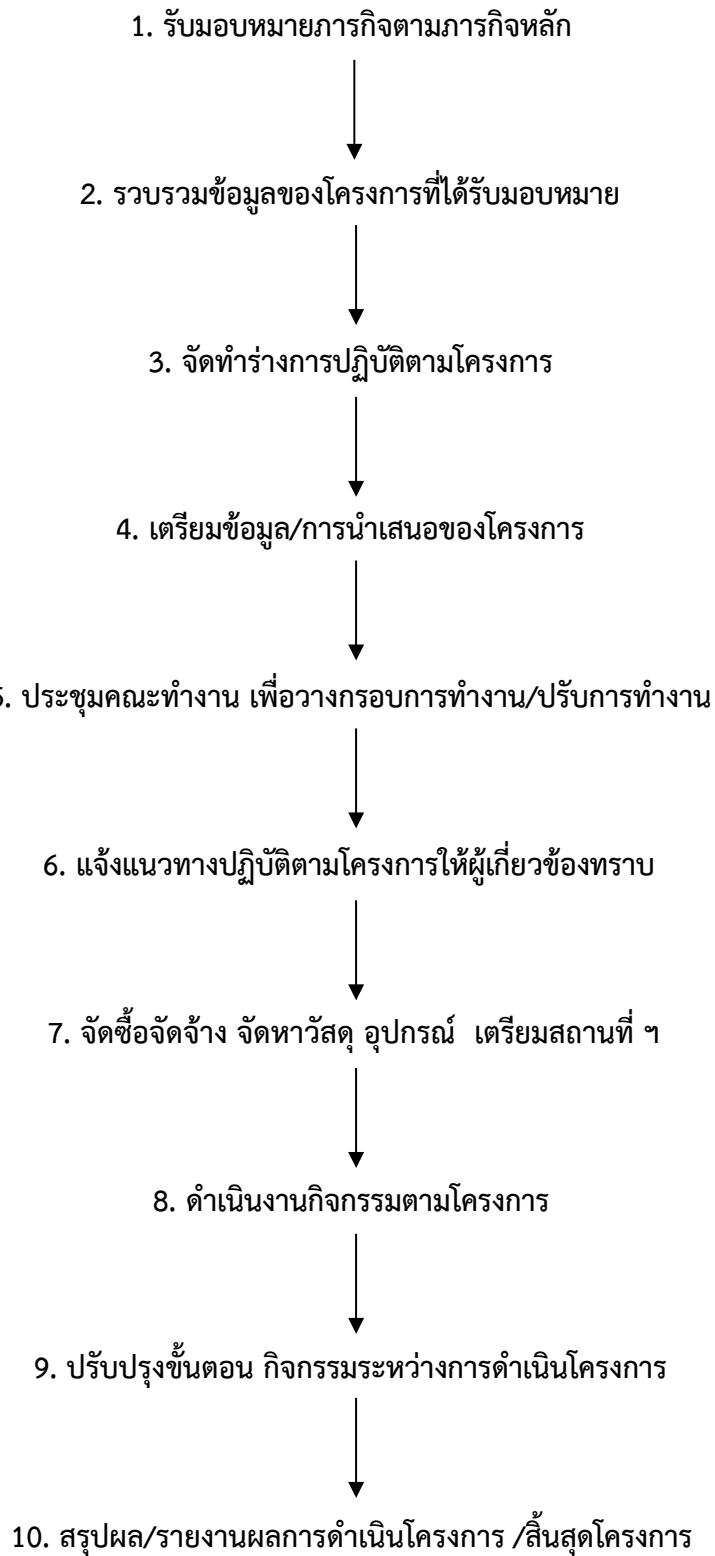 1. รับมอบหมายภารกิจตามภารกิจหลัก
2. รวบรวมข้อมูลของโครงการที่ได้รับมอบหมาย
3. จัดทำร่างการปฏิบัติตามโครงการ
4. เตรียมข้อมูล/การนำเสนอของโครงการ
5. ประชุมคณะทำงาน เพื่อวางกรอบการทำงาน/ปรับการทำงาน
6. แจ้งแนวทางปฏิบัติตามโครงการให้ผู้เกี่ยวข้องทราบ
7. จัดซื้อจัดจ้าง จัดหาวัสดุ อุปกรณ์ เตรียมสถานที่ ฯ
8. ดำเนินงานกิจกรรมตามโครงการ
9. ปรับปรุงขั้นตอน กิจกรรมระหว่างการดำเนินโครงการ
10. สรุปผล/รายงานผลการดำเนินโครงการ /สิ้นสุดโครงการ